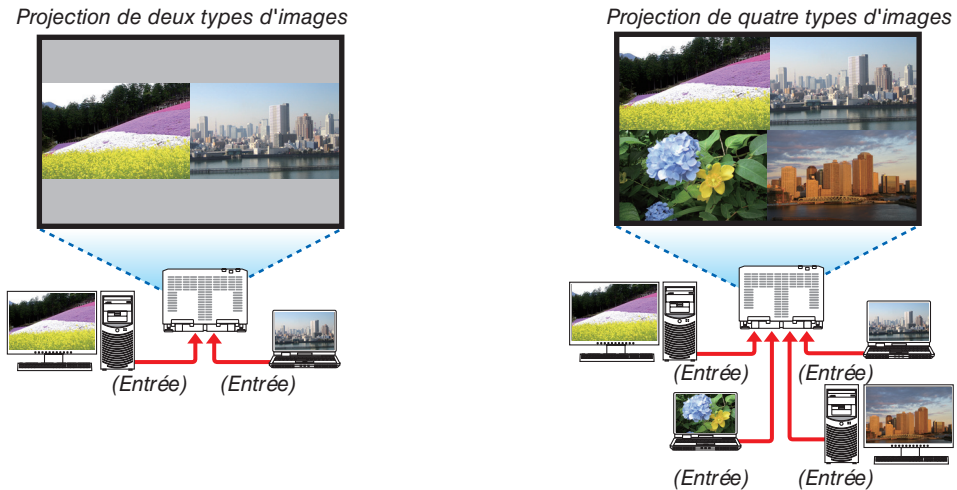 Projection de deux types d'images
Projection de quatre types d'images
(Entrée) (Entrée)
(Entrée) (Entrée)
(Entrée) (Entrée)